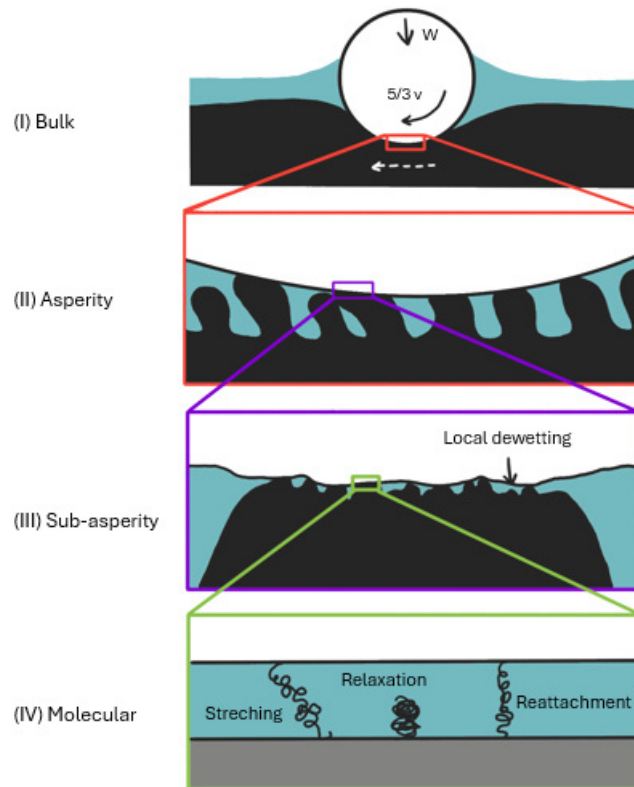 W
5/3 v
(I) Bulk
(II) Asperity
Local dewetting
(III) Sub-asperity
Relaxation
Streching
Reattachment
(IV) Molecular